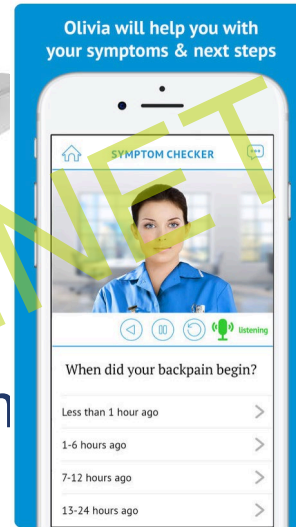 Olivia will help you with
your symptoms & next steps
SYMPTOM CHECKER
listening
When did your backpain begin?
Less than 1 hour ago
1-6 hours ago
7-12 hours ago
13-24 hours ago